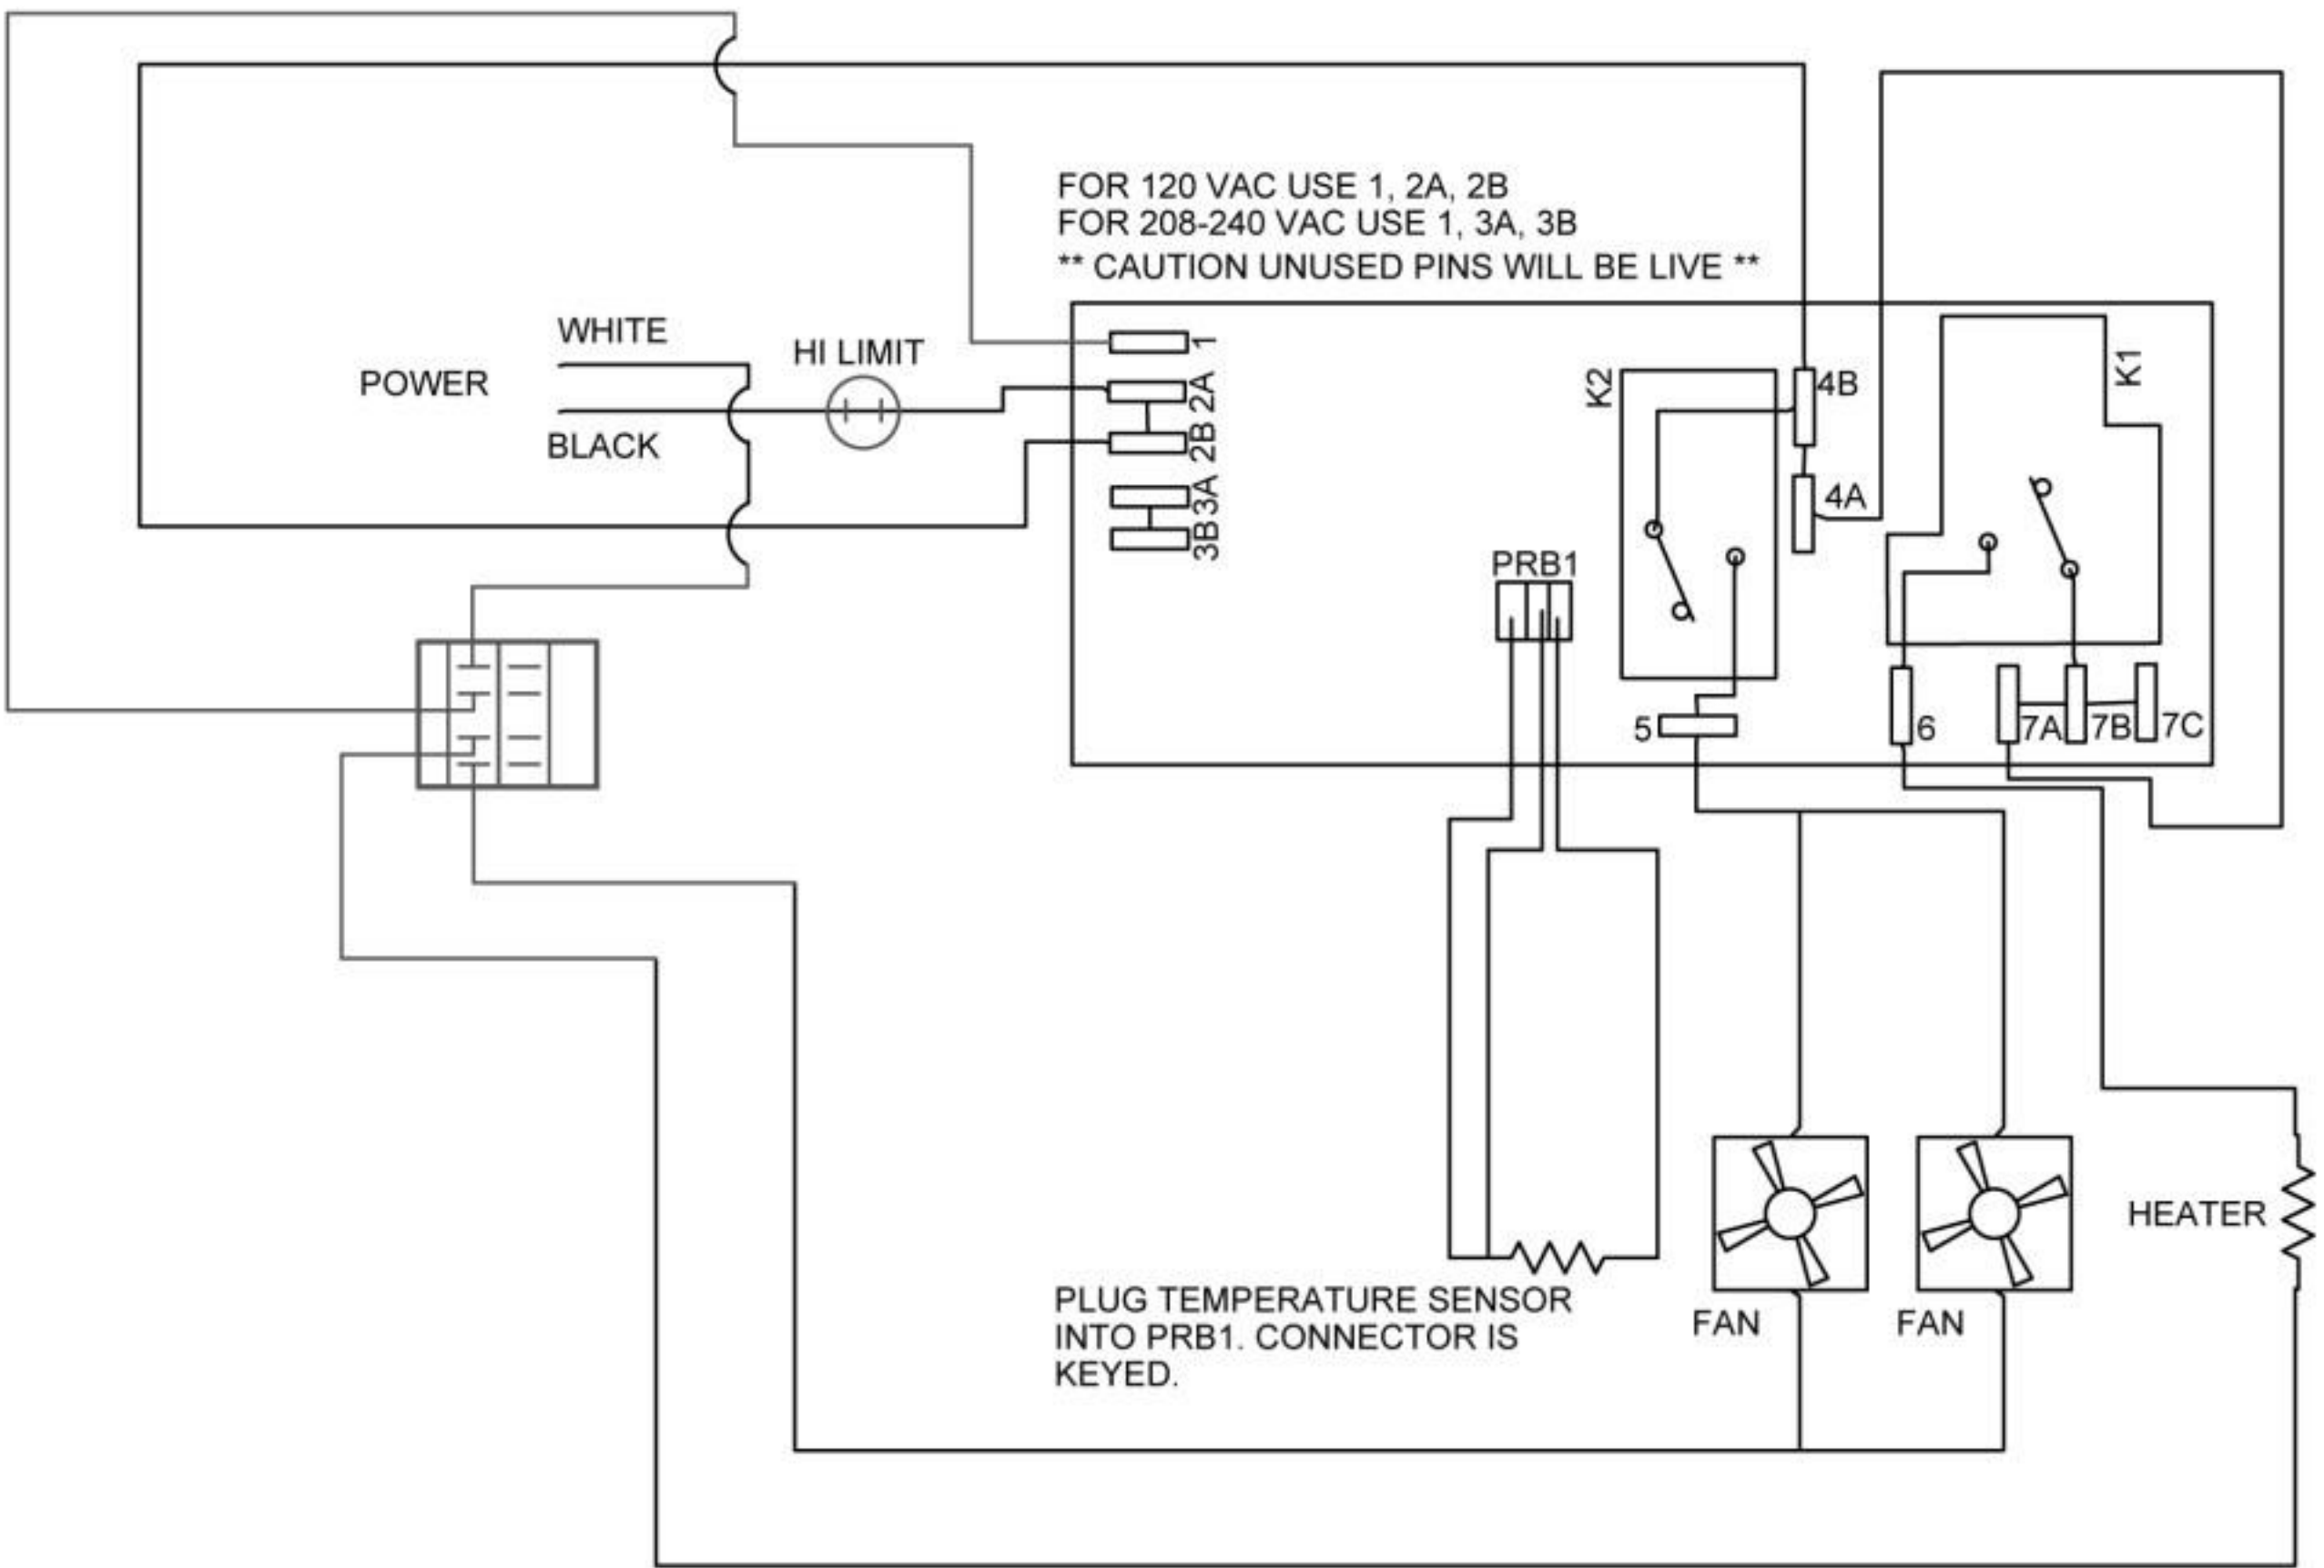 FOR 120 VAC USE 1, 2A, 2B
FOR 208-240 VAC USE 1, 3A, 3B
** CAUTION UNUSED PINS WILL BE LIVE **
WHITE
POWER
BLACK
HI LIMIT
1
2A
2B
3A
3B
K2
4B
4A
K1
PRB1
5
6
7A
7B
7C
HEATER
FAN
FAN
PLUG TEMPERATURE SENSOR
INTO PRB1. CONNECTOR IS
KEYED.